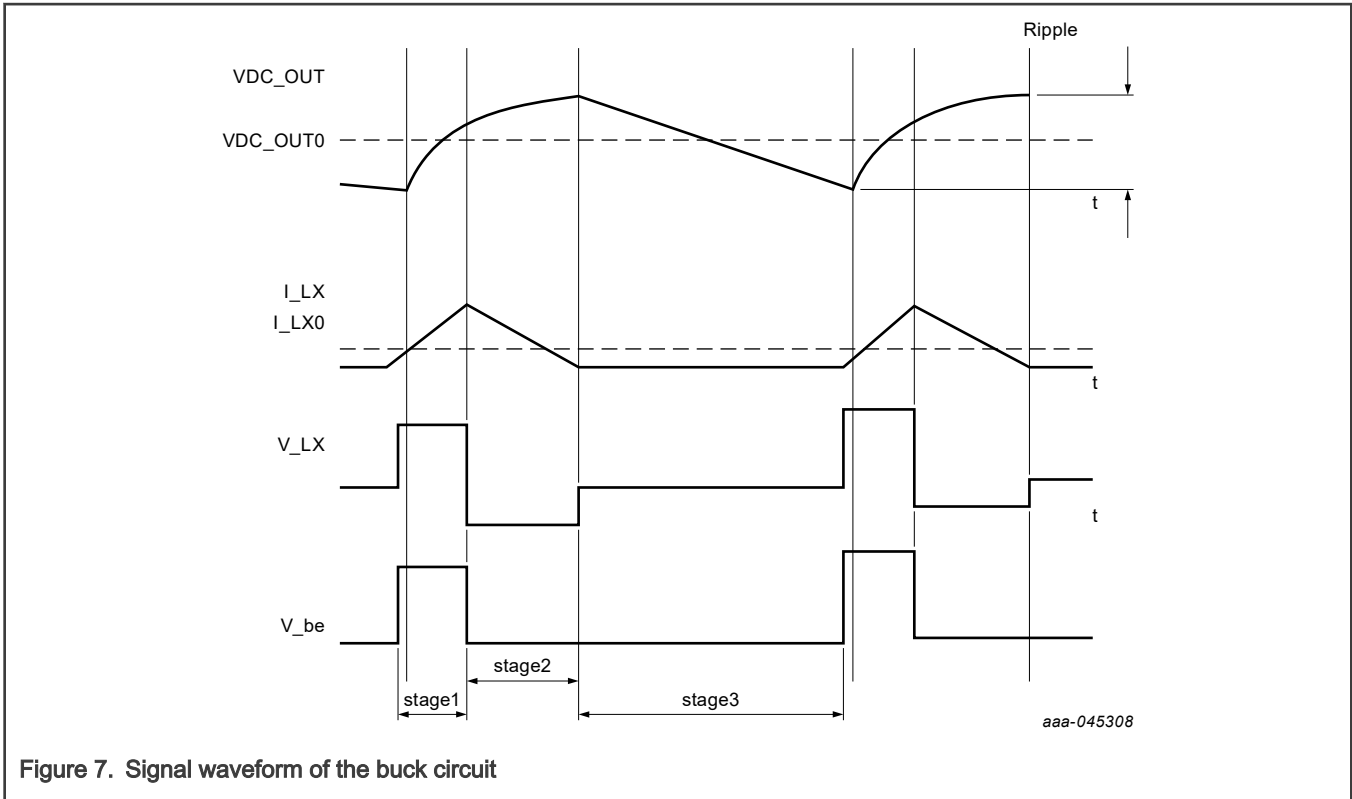 Ripple
VDC_OUT
VDC_OUT0
t
I_LX
I_LX0
t
V_LX
t
V_be
stage2
stage1
stage3
aaa-045308
Figure 7. Signal waveform of the buck circuit